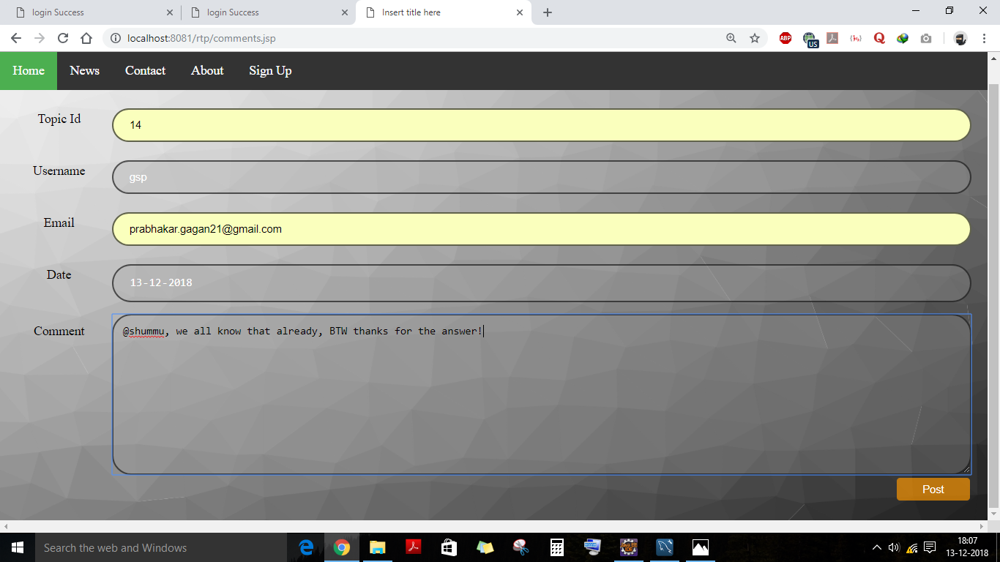 login Success
login Success
Insert title here
localhost:8081/rtp/comments.jsp
ABP
US
Home News Contact About Sign Up
Topic Id
14
Username
gsp
Email
prabhakar.gagan21@gmail.com
Date
13-12-2018
Comment
@shummu, we all know that already, BTW thanks for the answer!
Post
Search the web and Windows
18:07
13-12-2018